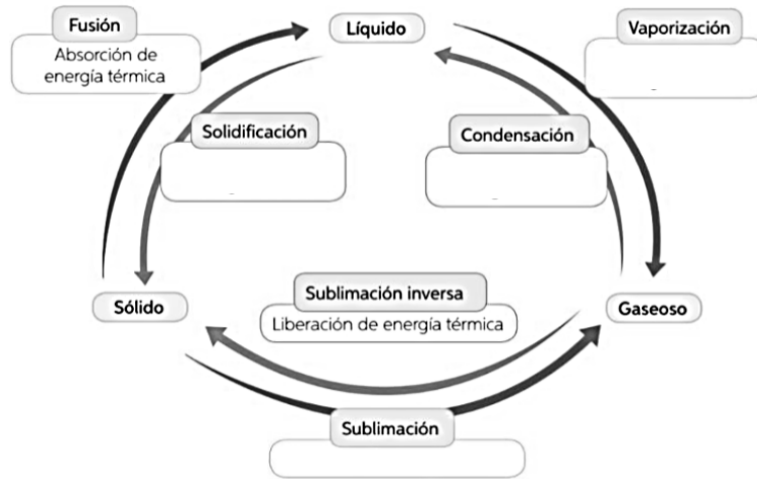 Fusión
Absorción de
energía térmica
Líquido
Vaporización
Solidificación
Condensación
Sólido
Sublimación inversa
Liberación de energía térmica
Gaseoso
Sublimación